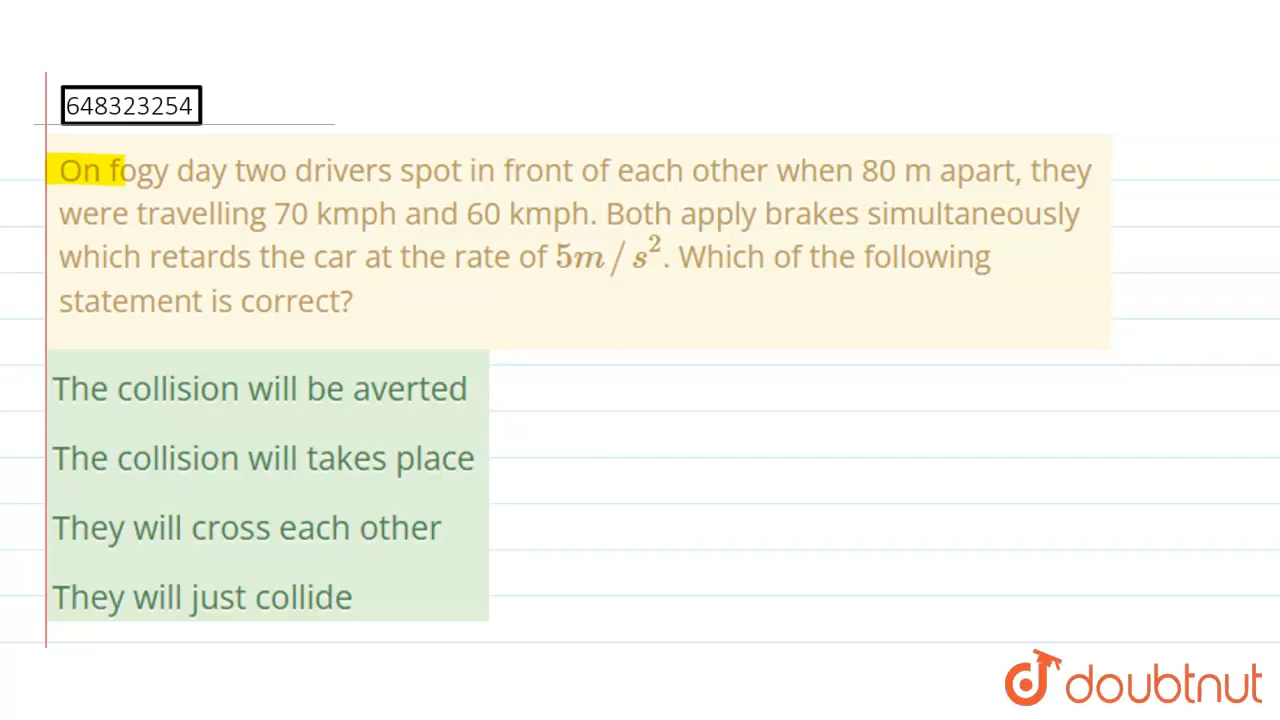 648323254
On fogy day two drivers spot in front of each other when 80 m apart, they
were travelling 70 kmph and 60 kmph. Both apply brakes simultaneously
which retards the car at the rate of 5m/s². Which of the following
statement is correct?
The collision will be averted
The collision will takes place
They will cross each other
They will just collide
doubtnut